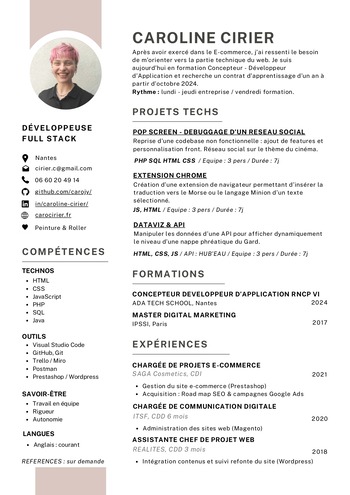 CAROLINE CIRIER
Après avoir exercé dans le E-commerce, j'ai ressenti le besoin
de m'orienter vers la partie technique du web. Je suis
aujourd'hui en formation Concepteur - Développeur
d'Application et recherche un contrat d'apprentissage d'un an à
partir d'octobre 2024.
Rythme : lundi - jeudi entreprise / vendredi formation.
DÉVELOPPEUSE
FULL STACK
Nantes
cirier.c@gmail.com
06 60 20 49 14
github.com/carojy/
in/caroline-cirier/
carocirier.fr
Peinture & Roller
COMPÉTENCES
TECHNOS
HTML
CSS
JavaScript
PHP
SQL
Java
OUTILS
Visual Studio Code
GitHub, Git
Trello / Miro
Postman
Prestashop / Wordpress
SAVOIR-ÊTRE
Travail en équipe
Rigueur
Autonomie
LANGUES
Anglais : courant
REFERENCES : sur demande
PROJETS TECHS
POP SCREEN - DEBUGGAGE D'UN RESEAU SOCIAL
Reprise d'une codebase non fonctionnelle : ajout de features et
personnalisation front. Réseau social sur le thème du cinéma.
PHP SQL HTML CSS / Equipe : 3 pers / Durée : 7j
EXTENSION CHROME
Création d'une extension de navigateur permettant d'insérer la
traduction vers le Morse ou le langage Minion d'un texte
sélectionné.
JS, HTML / Equipe : 3 pers / Durée : 7j
DATAVIZ & API
Manipuler les données d'une API pour afficher dynamiquement
le niveau d'une nappe phréatique du Gard.
HTML, CSS, JS / API : HUB'EAU / Equipe : 3 pers / Durée : 7j
FORMATIONS
CONCEPTEUR DEVELOPPEUR D'APPLICATION RNCP VI
ADA TECH SCHOOL, Nantes 2024
MASTER DIGITAL MARKETING
IPSSI, Paris 2017
EXPÉRIENCES
CHARGÉE DE PROJETS E-COMMERCE
SAGA Cosmetics, CDI 2021
Gestion du site e-commerce (Prestashop)
Acquisition : Road map SEO & campagnes Google Ads
CHARGÉE DE COMMUNICATION DIGITALE
ITSF, CDD 6 mois 2020
Administration des sites web (Magento)
ASSISTANTE CHEF DE PROJET WEB
REALITES, CDD 3 mois 2018
Intégration contenus et suivi refonte du site (Wordpress)